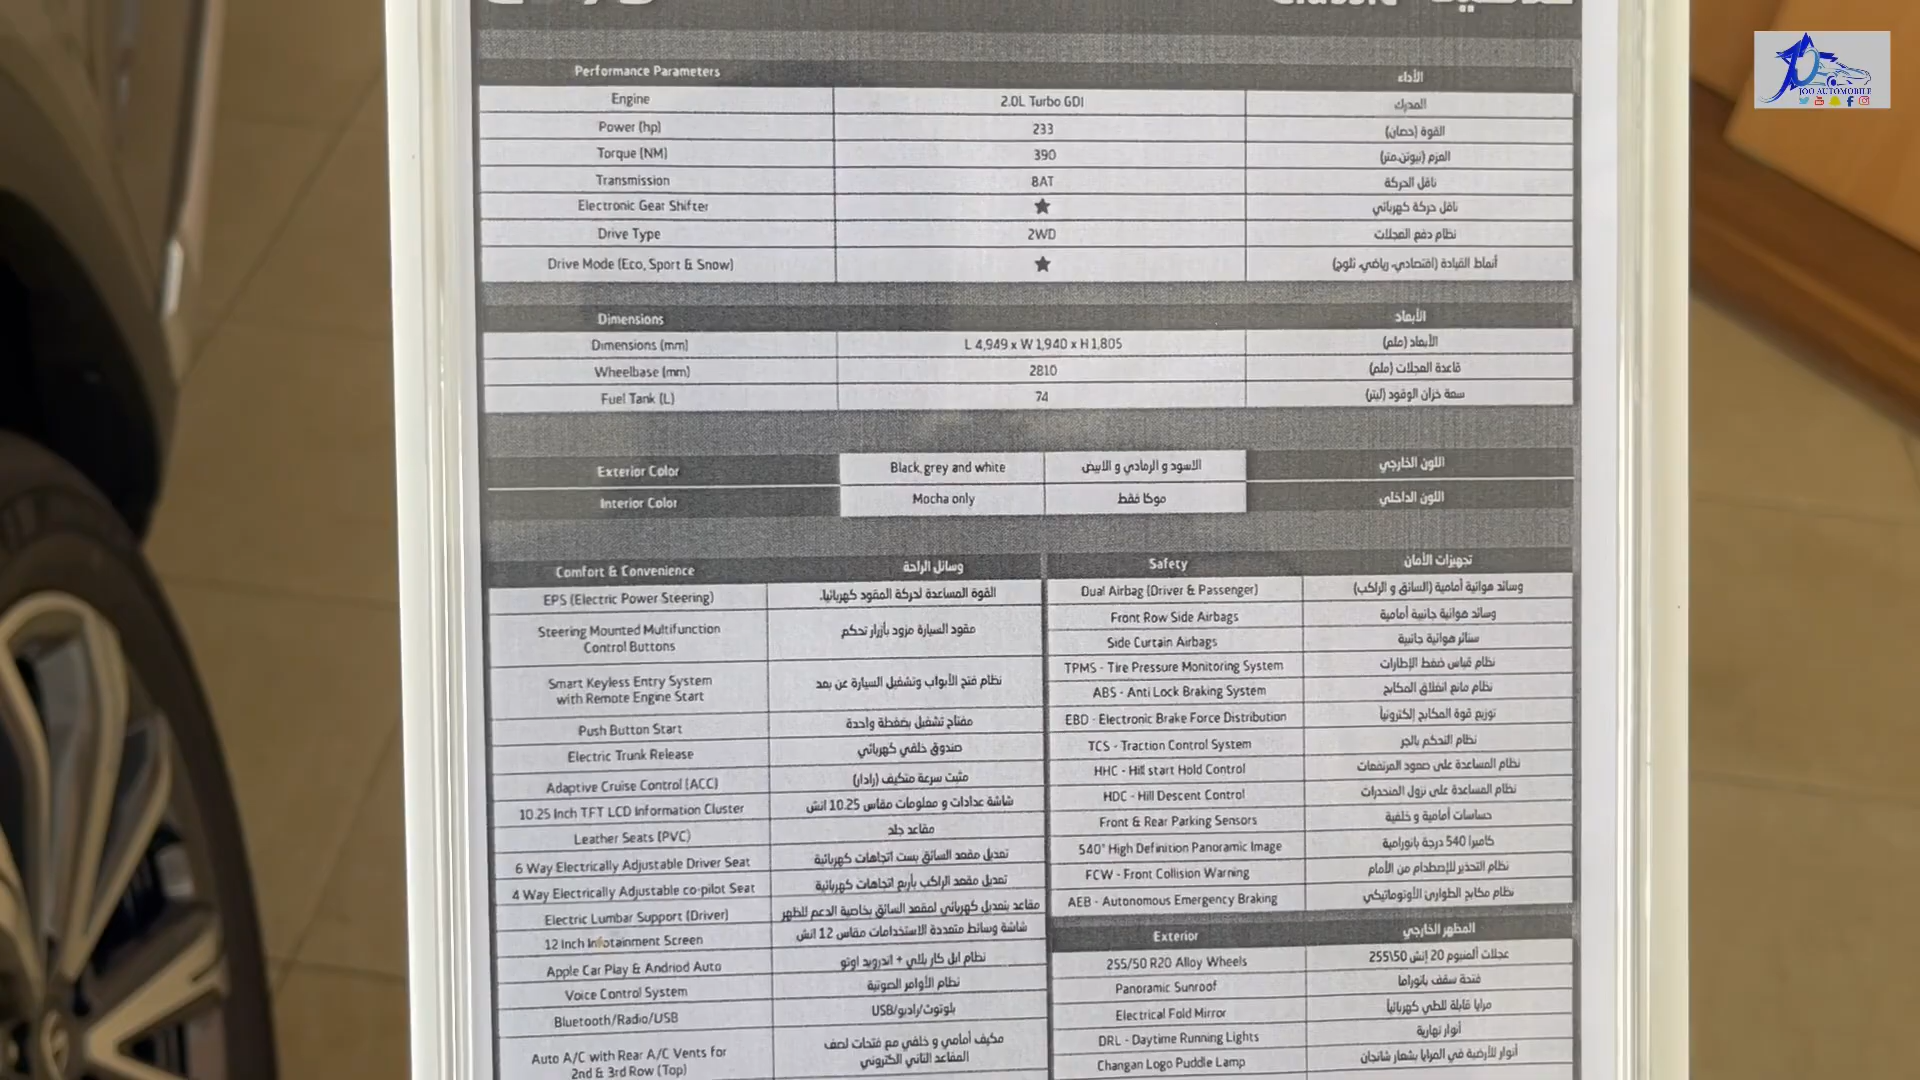 Classic
JOO AUTOMOBILE
Performance Parameters الأداء
Engine 2.0L Turbo GDI المحرك
Power (hp) 233 القوة (حصان)
Torque (NM) 390 العزم (نيوتن.متر)
Transmission 8AT ناقل الحركة
Electronic Gear Shifter ★ ناقل حركة كهربائي
Drive Type 2WD نظام دفع العجلات
Drive Mode (Eco, Sport & Snow) ★ أنماط القيادة (اقتصادي، رياضي، ثلوج)
Dimensions الأبعاد
Dimensions (mm) L 4,949 x W 1,940 x H 1,805 الأبعاد (ملم)
Wheelbase (mm) 2810 قاعدة العجلات (ملم)
Fuel Tank (L) 74 سعة خزان الوقود (ليتر)
Exterior Color Black, grey and white الاسود و الرمادي و الابيض اللون الخارجي
Interior Color Mocha only موكا فقط اللون الداخلي
Comfort & Convenience وسائل الراحة
EPS (Electric Power Steering) القوة المساعدة لحركة المقود كهربائيا.
Steering Mounted Multifunction
Control Buttons مقود السيارة مزود بأزرار تحكم
Smart Keyless Entry System
with Remote Engine Start نظام فتح الأبواب وتشغيل السيارة عن بعد
Push Button Start مفتاح تشغيل بضغطة واحدة
Electric Trunk Release صندوق خلفي كهربائي
Adaptive Cruise Control (ACC) مثبت سرعة متكيف (رادار)
10.25 Inch TFT LCD Information Cluster شاشة عدادات و معلومات مقاس 10.25 انش
Leather Seats (PVC) مقاعد جلد
6 Way Electrically Adjustable Driver Seat تعديل مقعد السائق بست اتجاهات كهربائية
4 Way Electrically Adjustable co-pilot Seat تعديل مقعد الراكب بأربع اتجاهات كهربائية
Electric Lumbar Support (Driver) مقاعد بتعديل كهربائي لمقعد السائق بخاصية الدعم للظهر
12 Inch Infotainment Screen شاشة وسائط متعددة الاستخدامات مقاس 12 انش
Apple Car Play & Andriod Auto نظام ابل كار بلاي + اندرويد اوتو
Voice Control System نظام الأوامر الصوتية
Bluetooth/Radio/USB بلوتوث/راديو/USB
Auto A/C with Rear A/C Vents for
2nd & 3rd Row (Top) مكيف أمامي و خلفي مع فتحات لصف
المقاعد الثاني الكتروني
Safety تجهيزات الأمان
Dual Airbag (Driver & Passenger) وسائد هوائية أمامية (السائق و الراكب)
Front Row Side Airbags وسائد هوائية جانبية أمامية
Side Curtain Airbags ستائر هوائية جانبية
TPMS - Tire Pressure Monitoring System نظام قياس ضغط الإطارات
ABS - Anti Lock Braking System نظام مانع انغلاق المكابح
EBD - Electronic Brake Force Distribution توزيع قوة المكابح إلكترونياً
TCS - Traction Control System نظام التحكم بالجر
HHC - Hill start Hold Control نظام المساعدة على صعود المرتفعات
HDC - Hill Descent Control نظام المساعدة على نزول المنحدرات
Front & Rear Parking Sensors حساسات أمامية و خلفية
540° High Definition Panoramic Image كاميرا 540 درجة بانورامية
FCW - Front Collision Warning نظام التحذير للإصطدام من الأمام
AEB - Autonomous Emergency Braking نظام مكابح الطوارئ الأوتوماتيكي
Exterior المظهر الخارجي
255/50 R20 Alloy Wheels عجلات ألمنيوم 20 إنش 255\50
Panoramic Sunroof فتحة سقف بانوراما
Electrical Fold Mirror مرايا قابلة للطي كهربائياً
DRL - Daytime Running Lights أنوار نهارية
Changan Logo Puddle Lamp أنوار للأرضية في المرايا بشعار شانجان